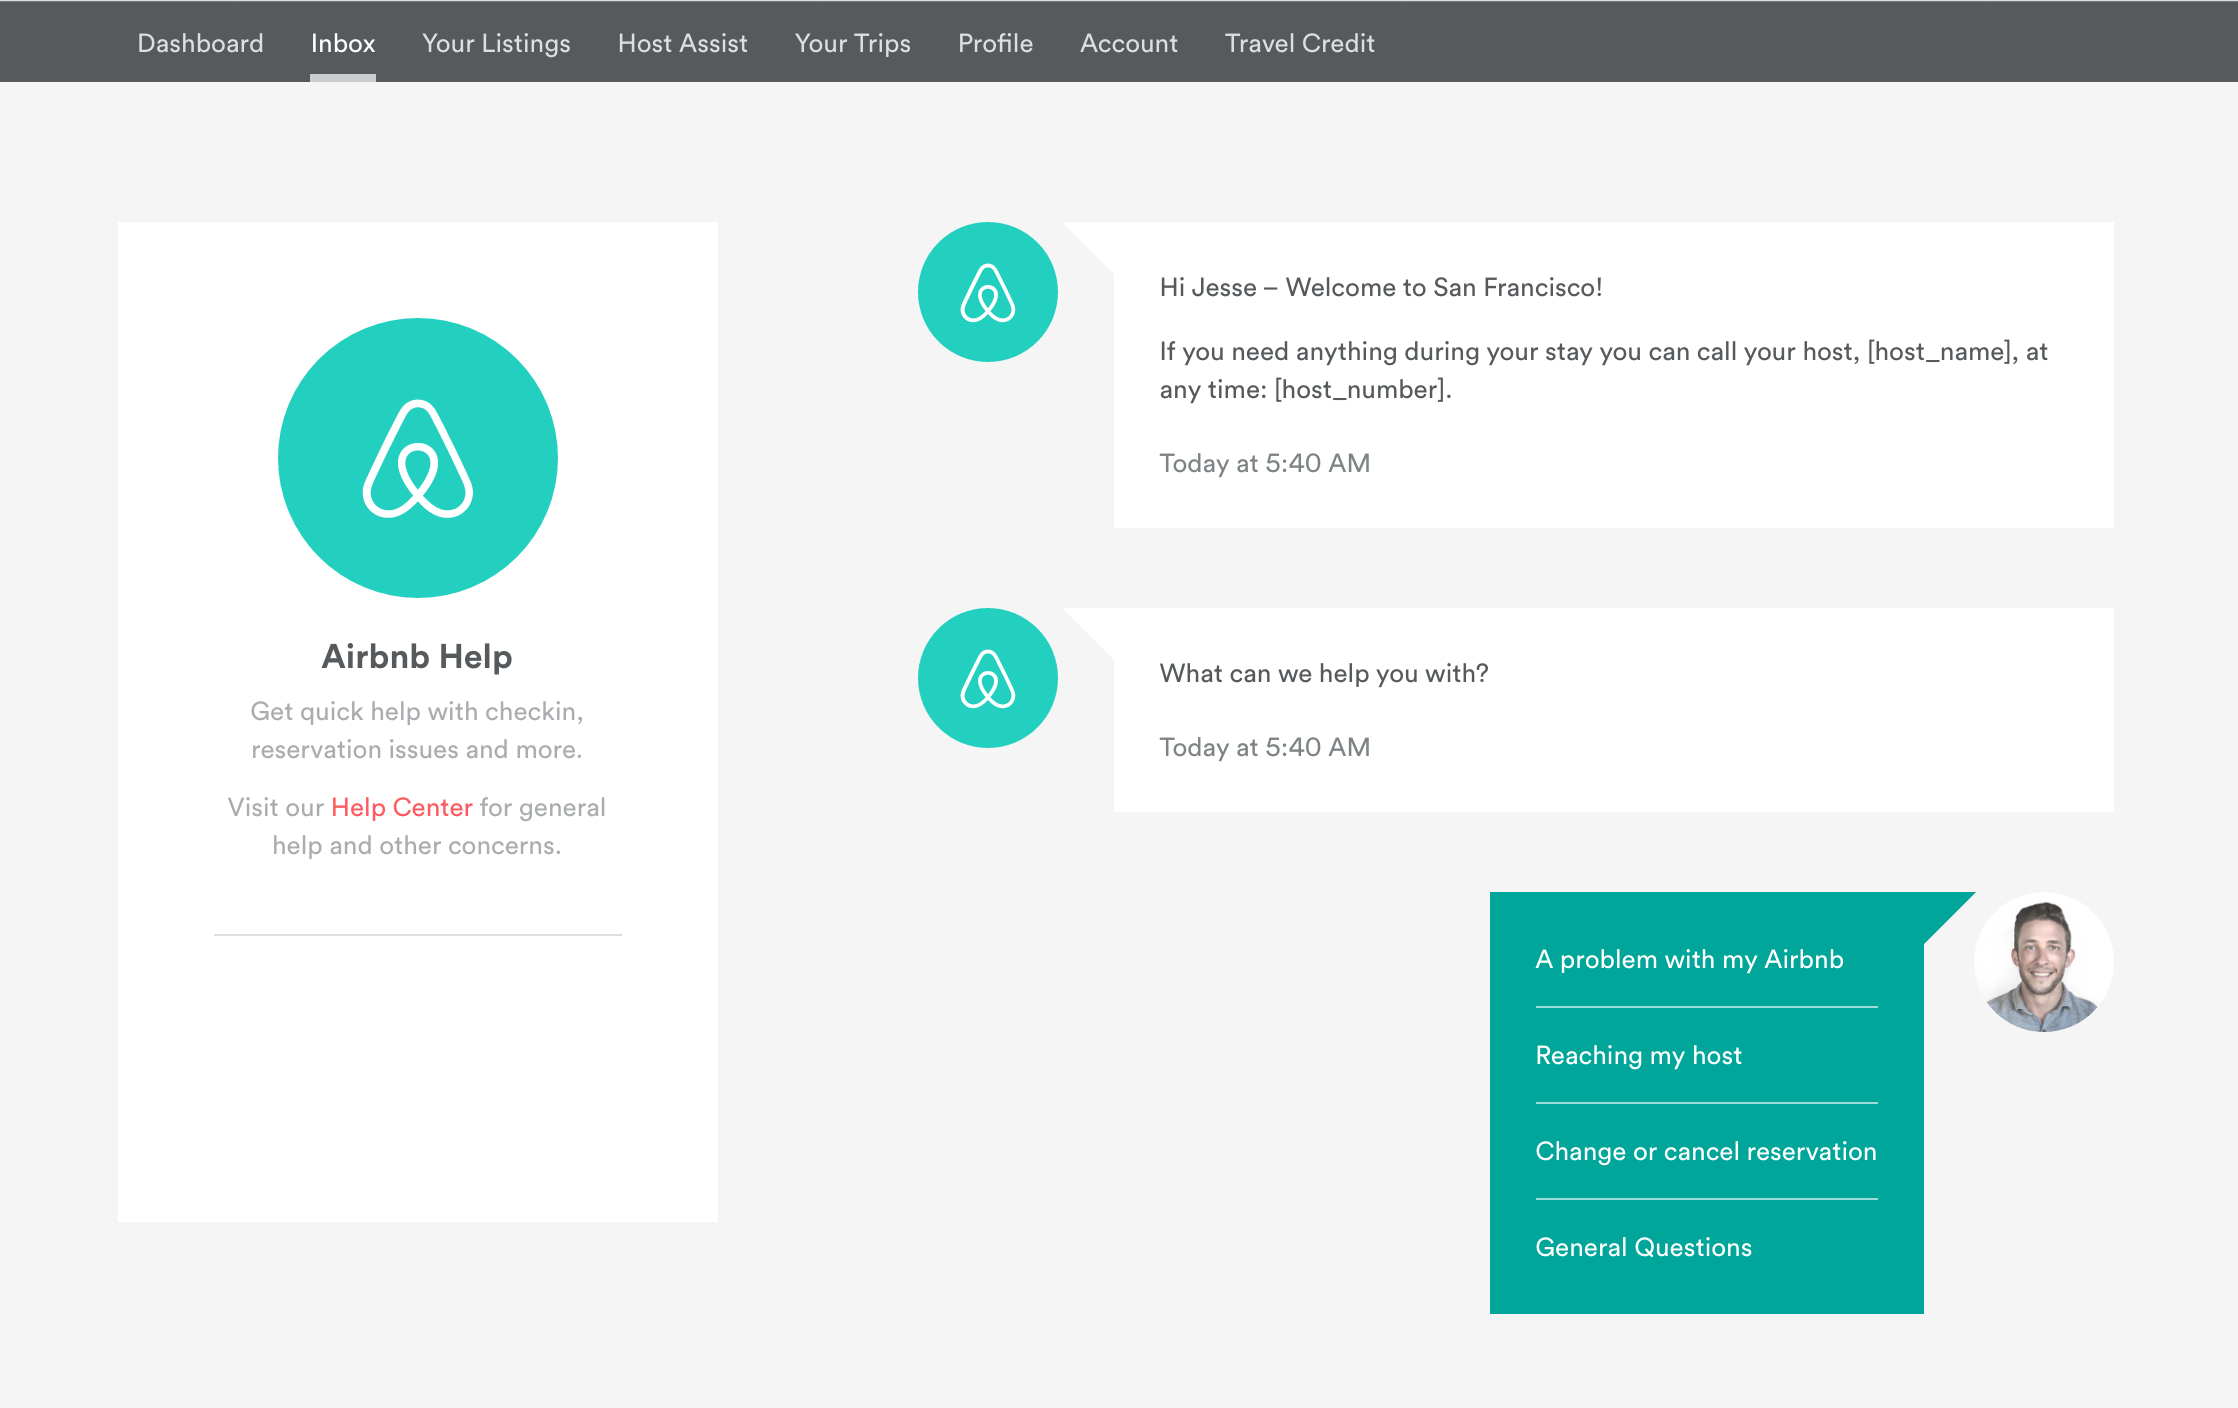 Dashboard Inbox Your Listings Host Assist Your Trips Profile Account Travel Credit
Airbnb Help
Get quick help with checkin,
reservation issues and more.
Visit our Help Center for general
help and other concerns.
Hi Jesse – Welcome to San Francisco!
If you need anything during your stay you can call your host, [host_name], at
any time: [host_number].
Today at 5:40 AM
What can we help you with?
Today at 5:40 AM
A problem with my Airbnb
Reaching my host
Change or cancel reservation
General Questions